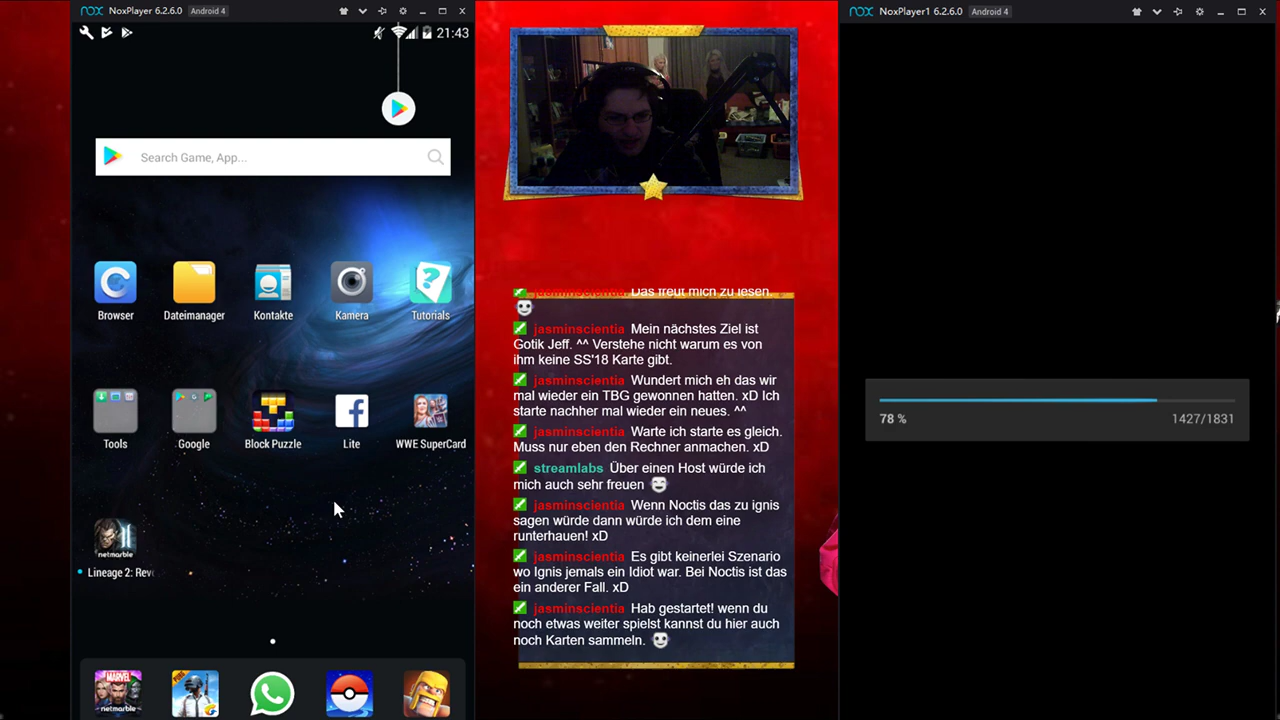 nox NoxPlayer 6.2.6.0 Android 4
21:43
Search Game, App...
Browser Dateimanager Kontakte Kamera Tutorials
Tools Google Block Puzzle Lite WWE SuperCard
netmarble
Lineage 2: Rev
MARVEL
netmarble
PUBG
Das freut mich zu lesen.
jasminscientia Mein nächstes Ziel ist
Gotik Jeff. ^^ Verstehe nicht warum es von
ihm keine SS'18 Karte gibt.
jasminscientia Wundert mich eh das wir
mal wieder ein TBG gewonnen hatten. xD Ich
starte nachher mal wieder ein neues. ^^
jasminscientia Warte ich starte es gleich.
Muss nur eben den Rechner anmachen. xD
streamlabs Über einen Host würde ich
mich auch sehr freuen
jasminscientia Wenn Noctis das zu ignis
sagen würde dann würde ich dem eine
runterhauen! xD
jasminscientia Es gibt keinerlei Szenario
wo Ignis jemals ein Idiot war. Bei Noctis ist das
ein anderer Fall. xD
jasminscientia Hab gestartet! wenn du
noch etwas weiter spielst kannst du hier auch
noch Karten sammeln.
nox NoxPlayer1 6.2.6.0 Android 4
78 % 1427/1831